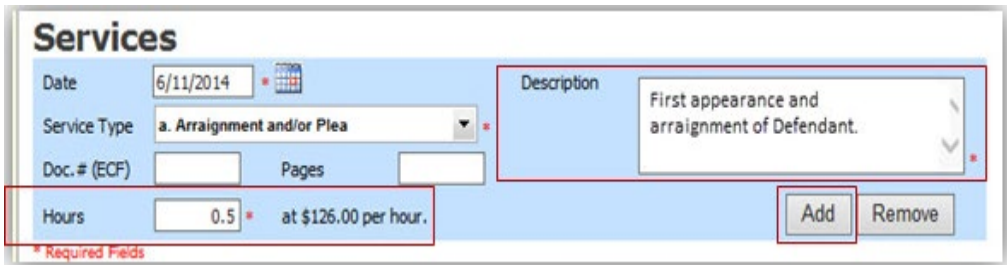 Services
Date 6/11/2014 *
Description First appearance and
arraignment of Defendant. *
Service Type a. Arraignment and/or Plea *
Doc. # (ECF) Pages
Hours 0.5 * at $126.00 per hour.
Add Remove
* Required Fields